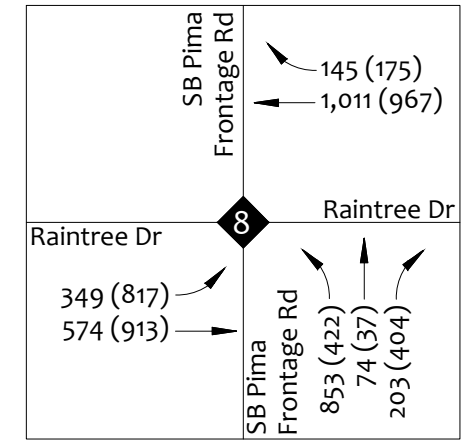 SB Pima
Frontage Rd
145 (175)
1,011 (967)
8
Raintree Dr
Raintree Dr
349 (817)
574 (913)
SB Pima
Frontage Rd
853 (422)
74 (37)
203 (404)